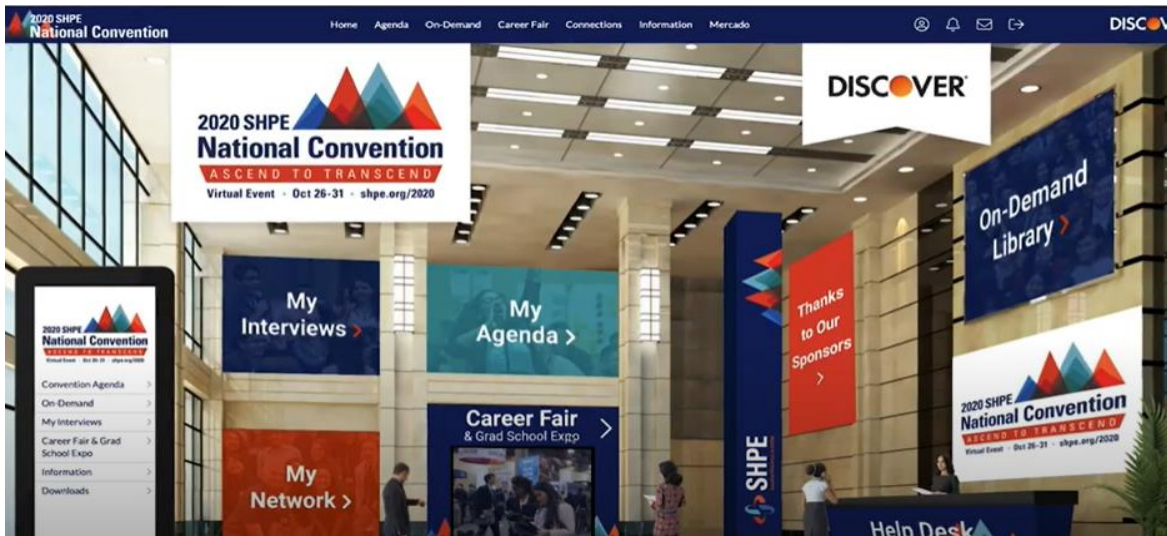 2020 SHPE
National Convention
Home Agenda On-Demand Career Fair Connections Information Mercado
DISCOV
2020 SHPE
National Convention
ASCEND TO TRANSCEND
Virtual Event · Oct 26-31 · shpe.org/2020
DISCOVER
On-Demand
Library >
My
Interviews >
My
Agenda >
Thanks
to Our
Sponsors
>
2020 SHPE
National Convention
ASCEND TO TRANSCEND
Virtual Event · Oct 26-31 · shpe.org/2020
Convention Agenda >
On-Demand >
My Interviews >
Career Fair & Grad
School Expo >
Information >
Downloads >
Career Fair
& Grad School Expo >
My
Network >
SHPE
2020 SHPE
National Convention
ASCEND TO TRANSCEND
Virtual Event · Oct 26-31 · shpe.org/2020
Help Desk